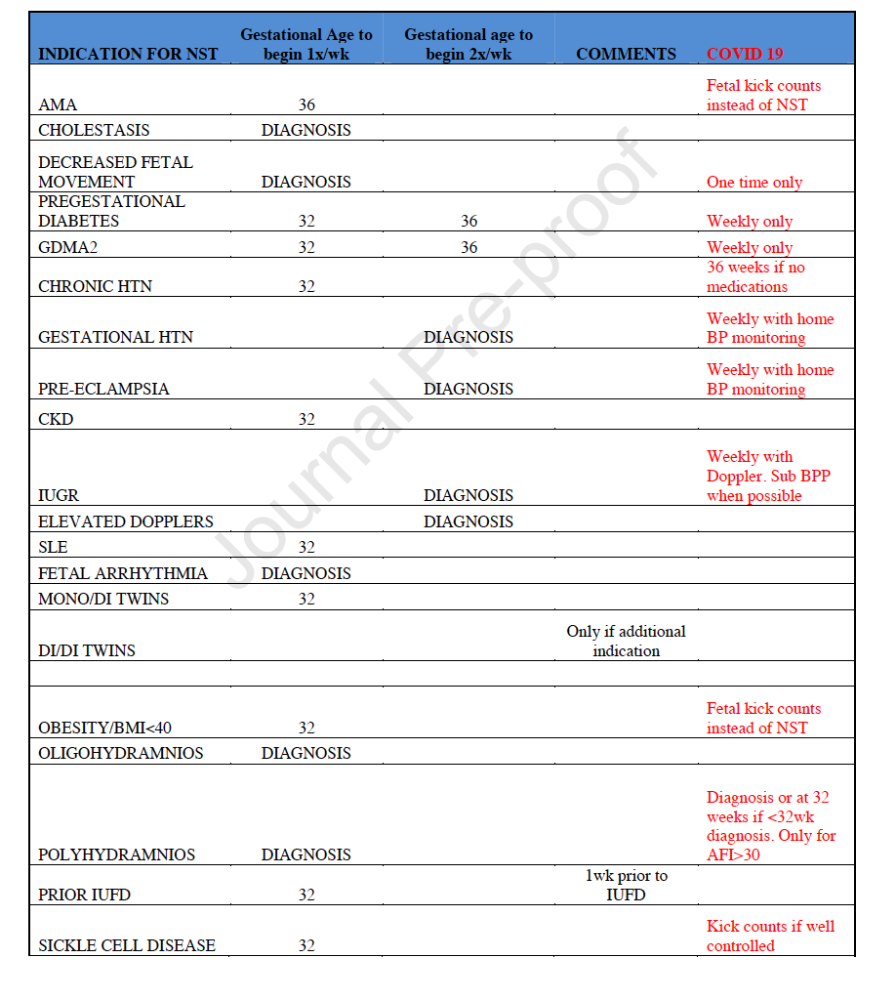 INDICATION FOR NST Gestational Age to begin 1x/wk Gestational age to begin 2x/wk COMMENTS COVID 19
AMA 36 Fetal kick counts instead of NST
CHOLESTASIS DIAGNOSIS
DECREASED FETAL MOVEMENT DIAGNOSIS One time only
PREGESTATIONAL DIABETES 32 36 Weekly only
GDMA2 32 36 Weekly only
CHRONIC HTN 32 36 weeks if no medications
GESTATIONAL HTN DIAGNOSIS Weekly with home BP monitoring
PRE-ECLAMPSIA DIAGNOSIS Weekly with home BP monitoring
CKD 32
IUGR DIAGNOSIS Weekly with Doppler. Sub BPP when possible
ELEVATED DOPPLERS DIAGNOSIS
SLE 32
FETAL ARRHYTHMIA DIAGNOSIS
MONO/DI TWINS 32
DI/DI TWINS Only if additional indication
OBESITY/BMI<40 32 Fetal kick counts instead of NST
OLIGOHYDRAMNIOS DIAGNOSIS
POLYHYDRAMNIOS DIAGNOSIS Diagnosis or at 32 weeks if <32wk diagnosis. Only for AFI>30
PRIOR IUFD 32 1wk prior to IUFD
SICKLE CELL DISEASE 32 Kick counts if well controlled
Journal Pre-proof